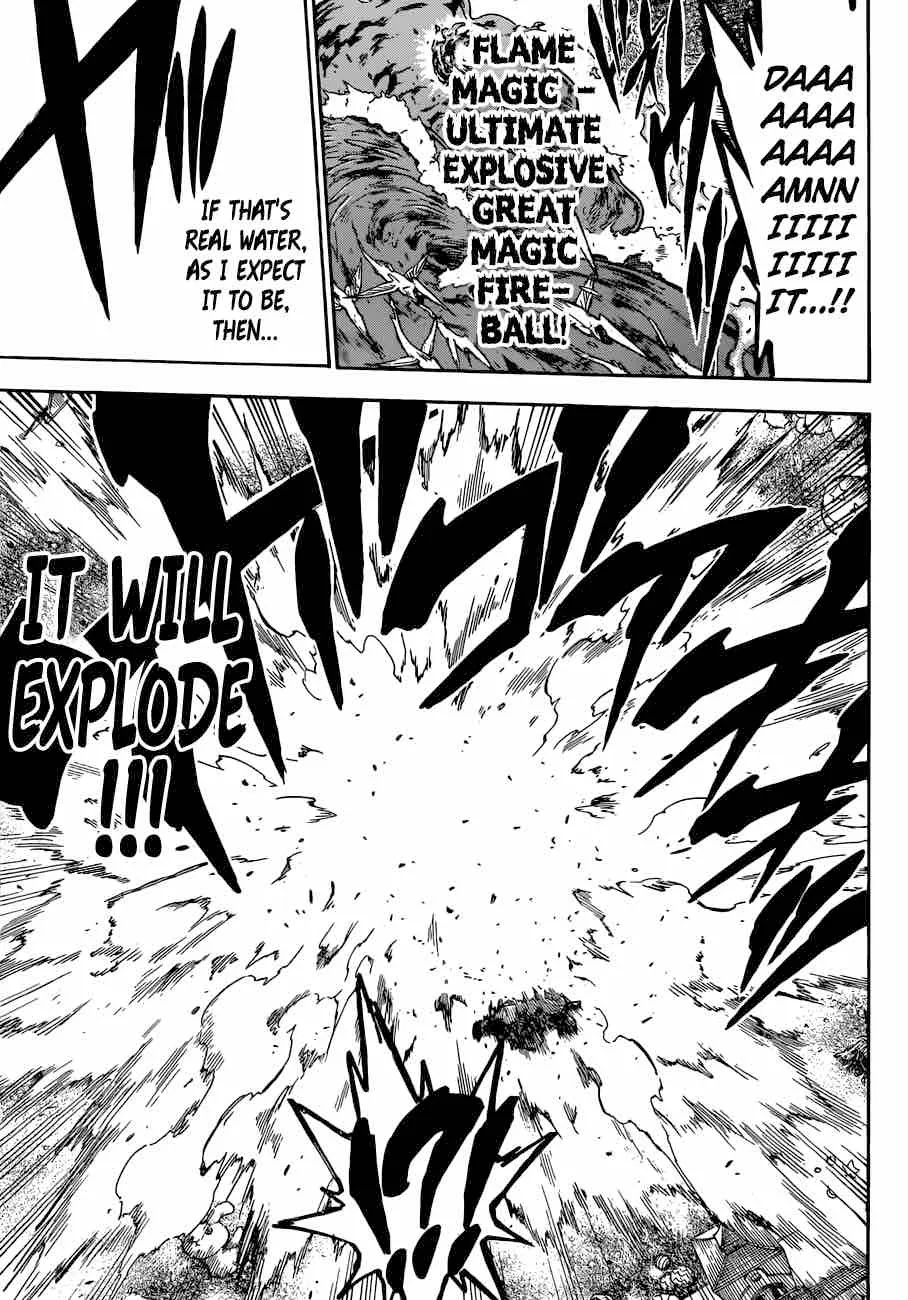 DAAA
AAAA
AAAA
AMNN
IIIII
IIIII
IT...!!
FLAME
MAGIC –
ULTIMATE
EXPLOSIVE
GREAT
MAGIC
FIRE–
BALL!
IF THAT'S
REAL WATER,
AS I EXPECT
IT TO BE,
THEN...
IT WILL
EXPLODE
!!!
!?!!